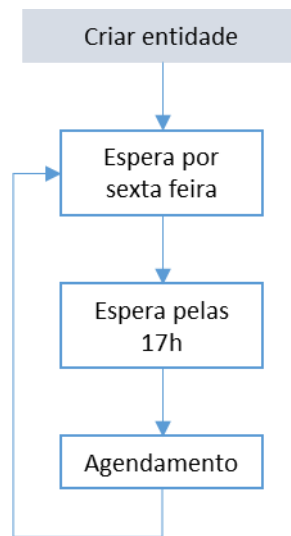 Criar entidade
Espera por
sexta feira
Espera pelas
17h
Agendamento